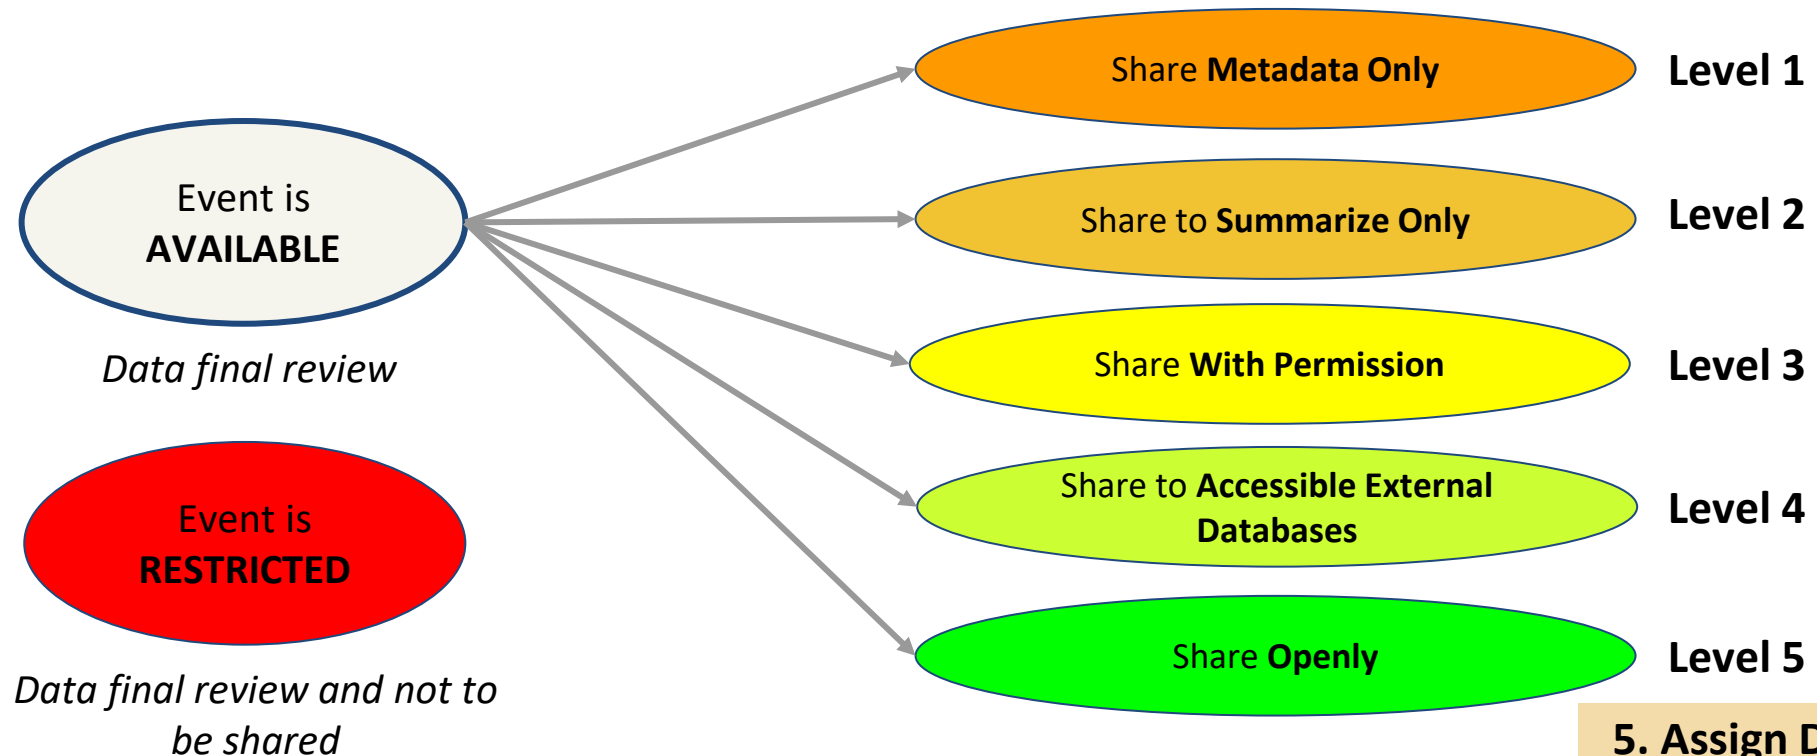 Event is
AVAILABLE
Data final review
Event is
RESTRICTED
Data final review and not to
be shared
Share Metadata Only
Level 1
Share to Summarize Only
Level 2
Share With Permission
Level 3
Share to Accessible External
Databases
Level 4
Share Openly
Level 5
5. Assign D